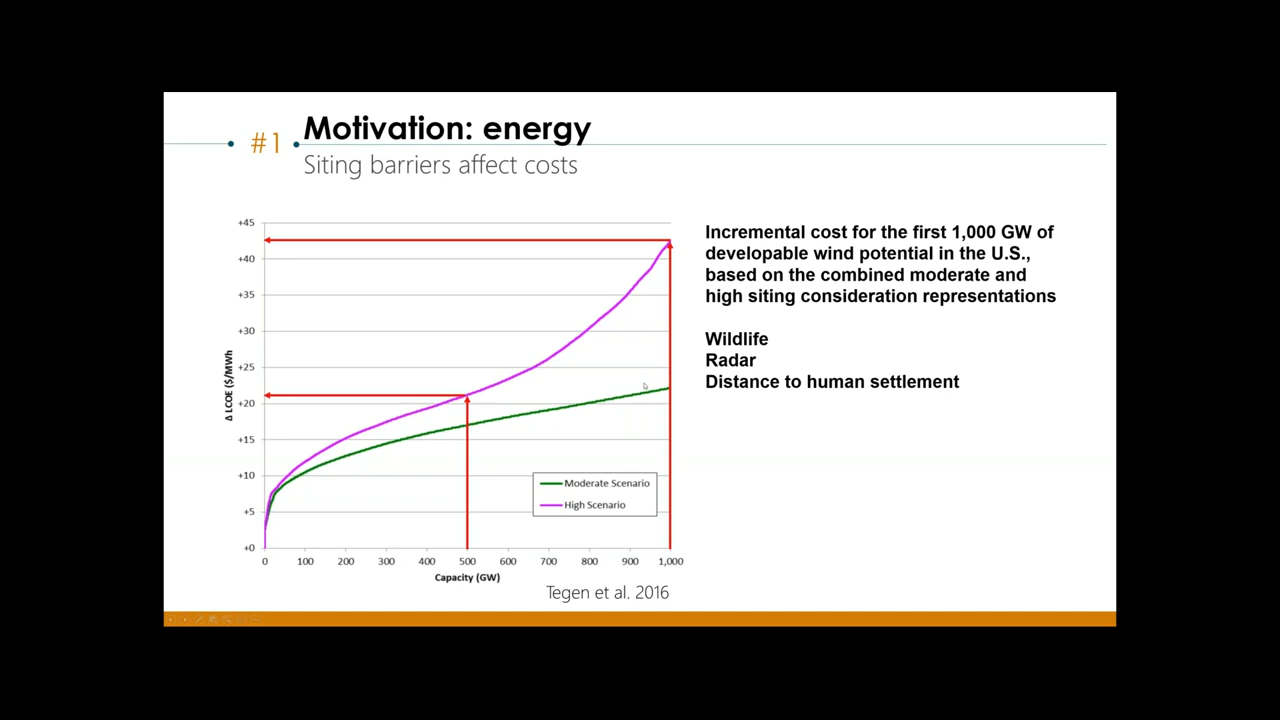 #1
Motivation: energy
Siting barriers affect costs
+45
+40
+35
+30
+25
+20
+15
+10
+5
+0
Δ LCOE ($/MWh
0 100 200 300 400 500 600 700 800 900 1,000
Capacity (GW)
Moderate Scenario
High Scenario
Tegen et al. 2016
Incremental cost for the first 1,000 GW of
developable wind potential in the U.S.,
based on the combined moderate and
high siting consideration representations
Wildlife
Radar
Distance to human settlement